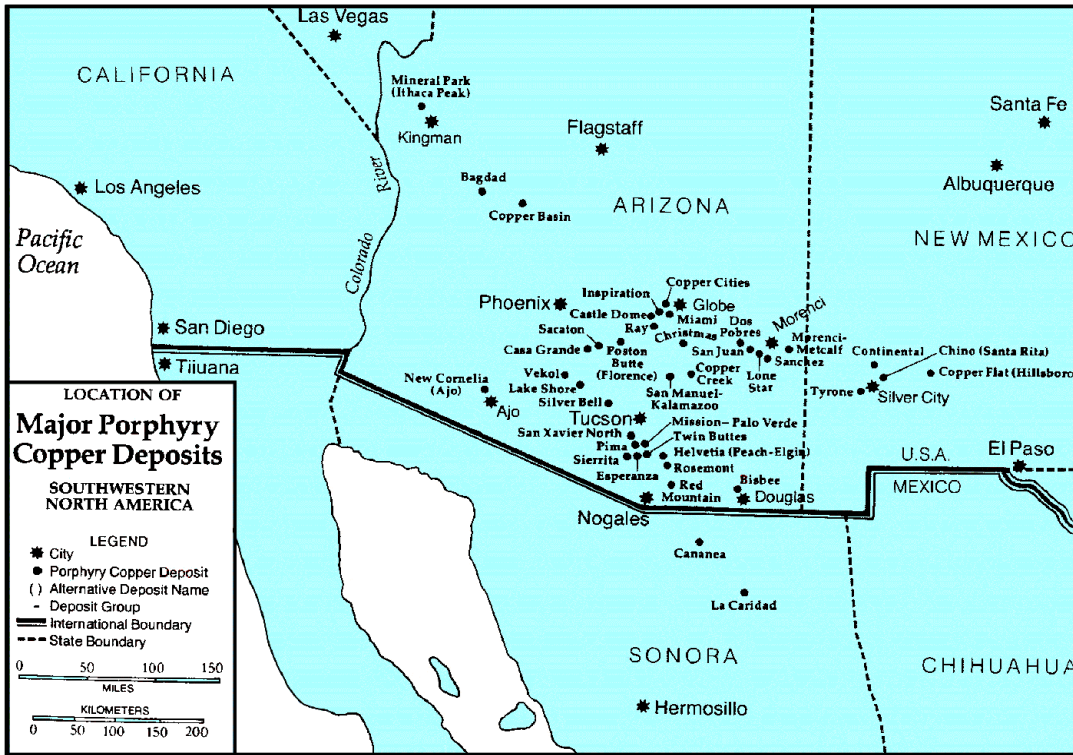 Las Vegas
CALIFORNIA
Mineral Park
(Ithaca Peak)
Kingman
Flagstaff
Santa Fe
Los Angeles
River
Bagdad
Albuquerque
Copper Basin
ARIZONA
Pacific
Ocean
NEW MEXICO
Colorado
Copper Cities
Inspiration
Phoenix
Globe
Castle Dome
Miami
Dos
Pobres
Morenci
San Diego
Sacaton
Ray
Christmas
Morenci-
Metcalf
Casa Grande
Poston
Butte
(Florence)
San Juan
Sanchez
Continental
Chino (Santa Rita)
Tijuana
Lone
Star
Copper Flat (Hillsboro
Vekol
Copper
Creek
New Cornelia
(Ajo)
Lake Shore
San Manuel-
Kalamazoo
Tyrone
Silver City
Ajo
Silver Bell
Tucson
Mission-Palo Verde
San Xavier North
Twin Buttes
Pima
Helvetia (Peach-Elgin)
El Paso
Sierrita
Rosemont
U.S.A.
Esperanza
Red
Mountain
Bisbee
MEXICO
Douglas
Nogales
Cananea
La Caridad
SONORA
CHIHUAHUA
Hermosillo
LOCATION OF
Major Porphyry
Copper Deposits
SOUTHWESTERN
NORTH AMERICA
LEGEND
City
Porphyry Copper Deposit
( ) Alternative Deposit Name
- Deposit Group
International Boundary
State Boundary
0 50 100 150
MILES
KILOMETERS
0 50 100 150 200